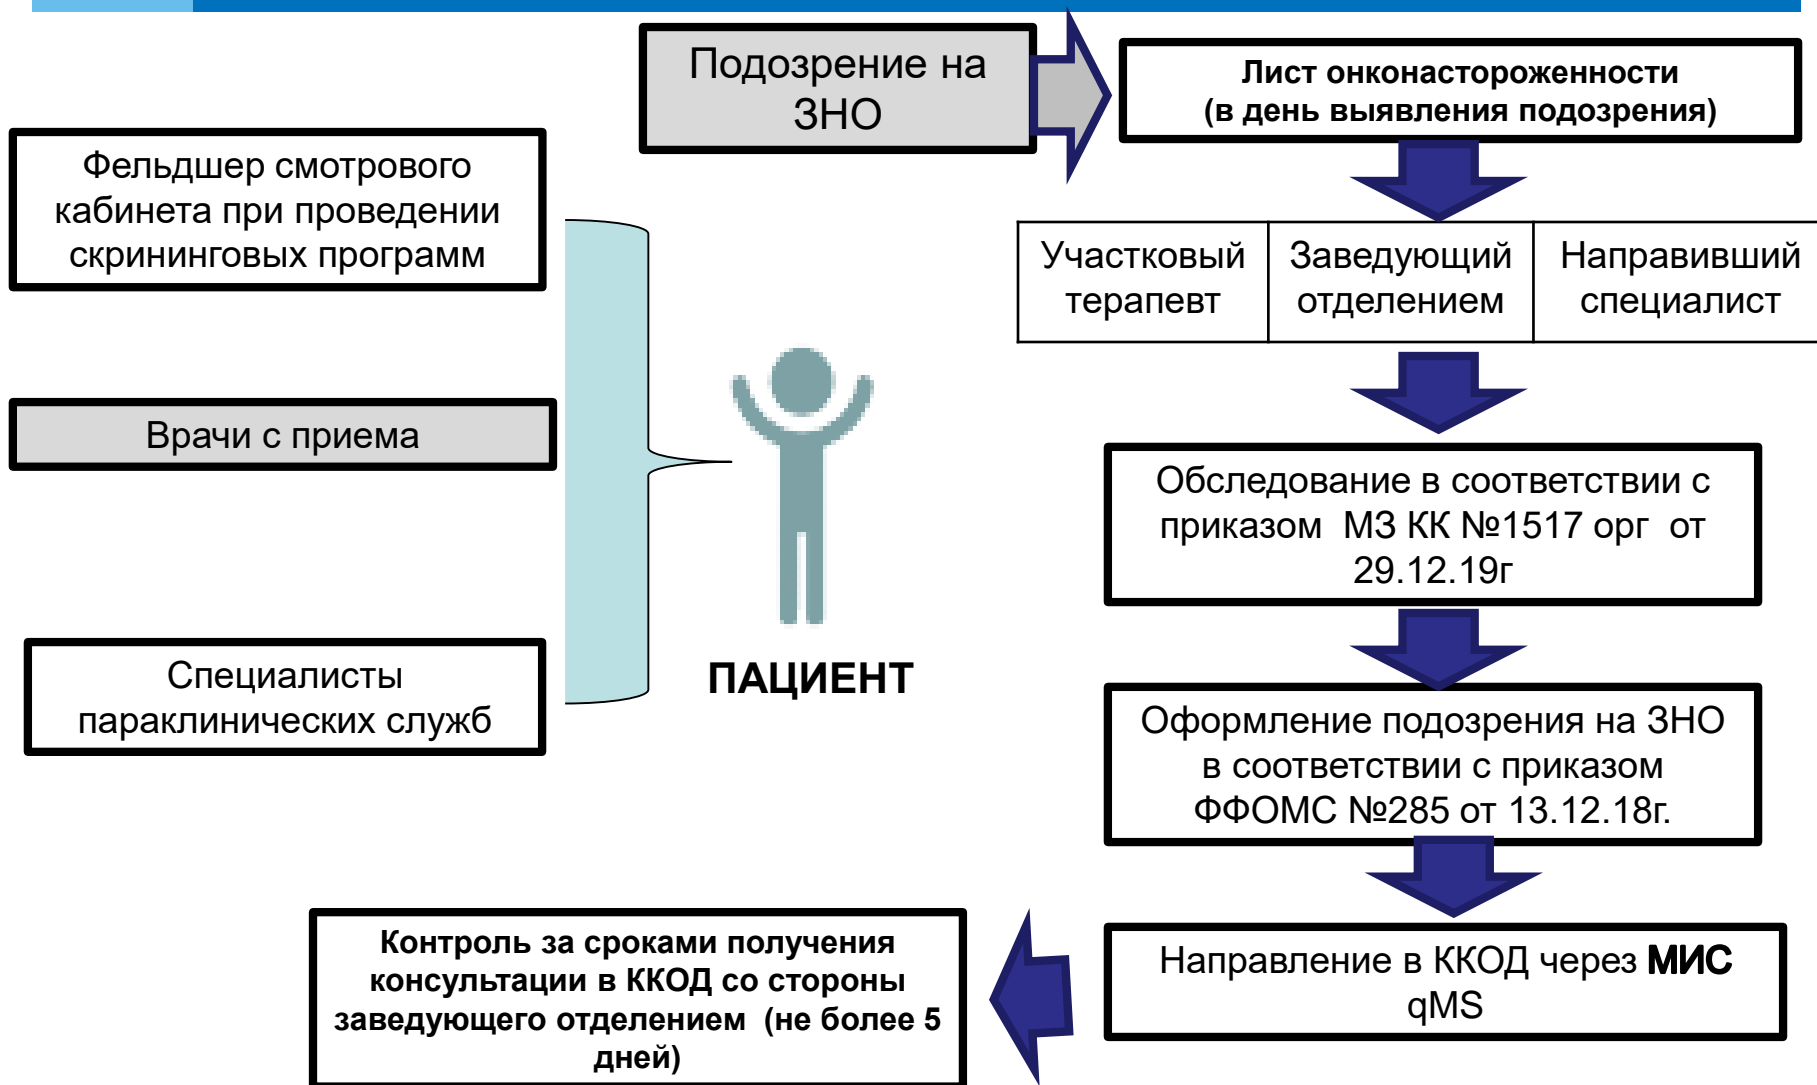 Подозрение на
ЗНО
Лист онконастороженности
(в день выявления подозрения)
Фельдшер смотрового
кабинета при проведении
скрининговых программ
Участковый
терапевт
Заведующий
отделением
Направивший
специалист
Врачи с приема
Обследование в соответствии с
приказом МЗ КК №1517 орг от
29.12.19г
Специалисты
параклинических служб
ПАЦИЕНТ
Оформление подозрения на ЗНО
в соответствии с приказом
ФФОМС №285 от 13.12.18г.
Направление в ККОД через МИС
qMS
Контроль за сроками получения
консультации в ККОД со стороны
заведующего отделением (не более 5
дней)